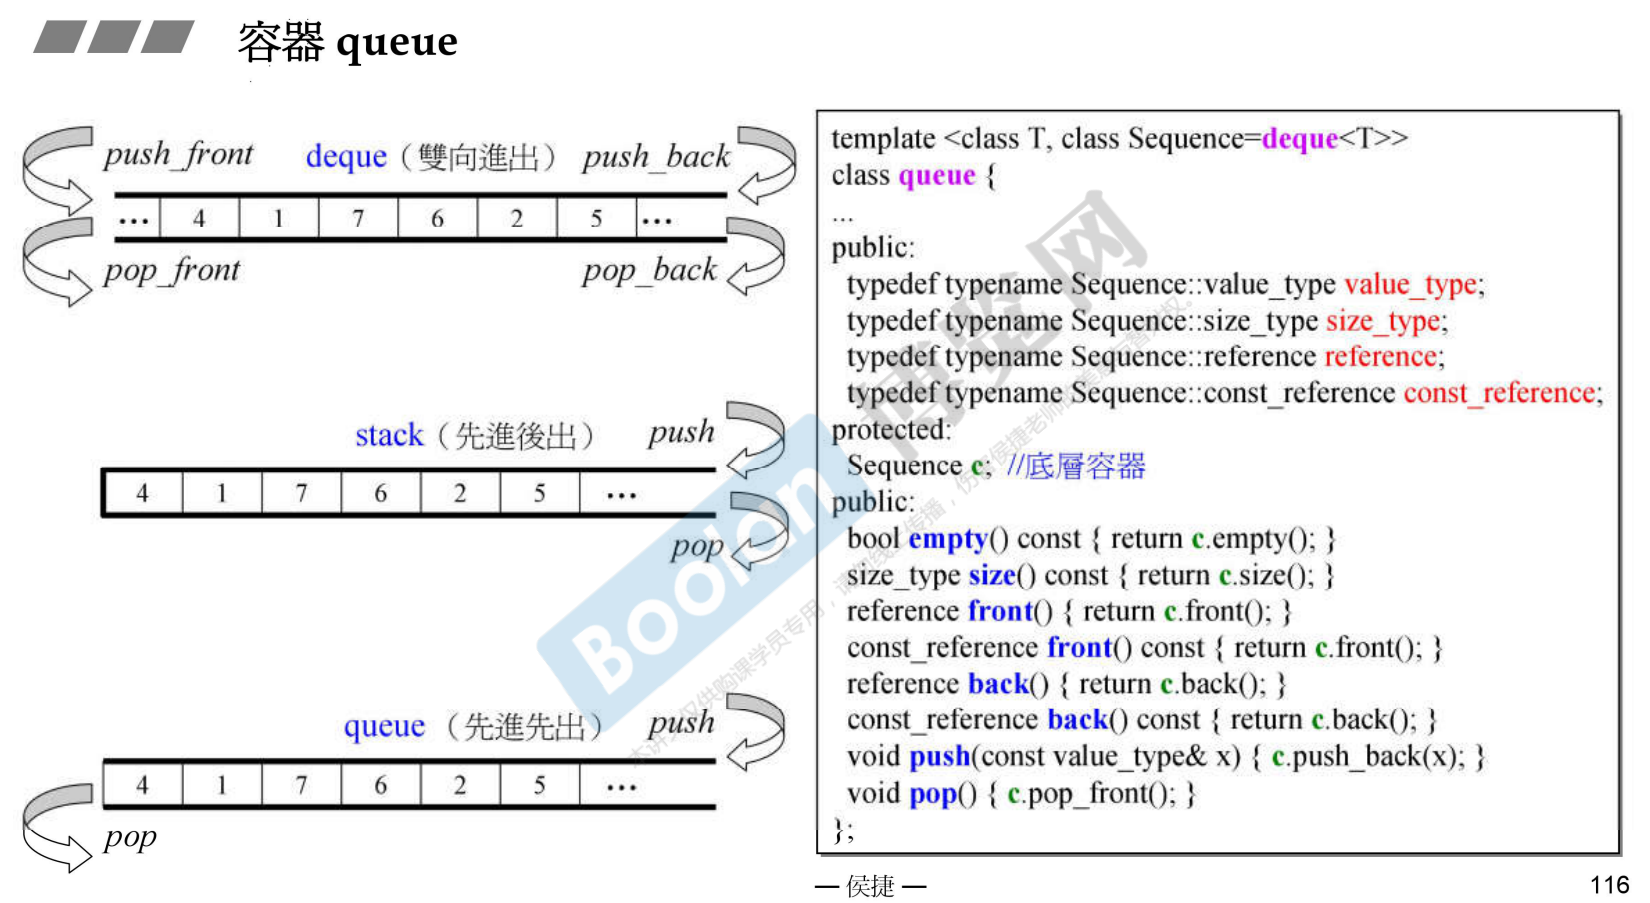 容器 queue
push_front deque（雙向進出） push_back
... 4 1 7 6 2 5 ...
pop_front pop_back
stack（先進後出） push
4 1 7 6 2 5 ...
pop
queue （先進先出） push
4 1 7 6 2 5 ...
pop
template <class T, class Sequence=deque<T>>
class queue {
...
public:
typedef typename Sequence::value_type value_type;
typedef typename Sequence::size_type size_type;
typedef typename Sequence::reference reference;
typedef typename Sequence::const_reference const_reference;
protected:
Sequence c; //底層容器
public:
bool empty() const { return c.empty(); }
size_type size() const { return c.size(); }
reference front() { return c.front(); }
const_reference front() const { return c.front(); }
reference back() { return c.back(); }
const_reference back() const { return c.back(); }
void push(const value_type& x) { c.push_back(x); }
void pop() { c.pop_front(); }
};
Boolan 博览网
— 侯捷 —
116